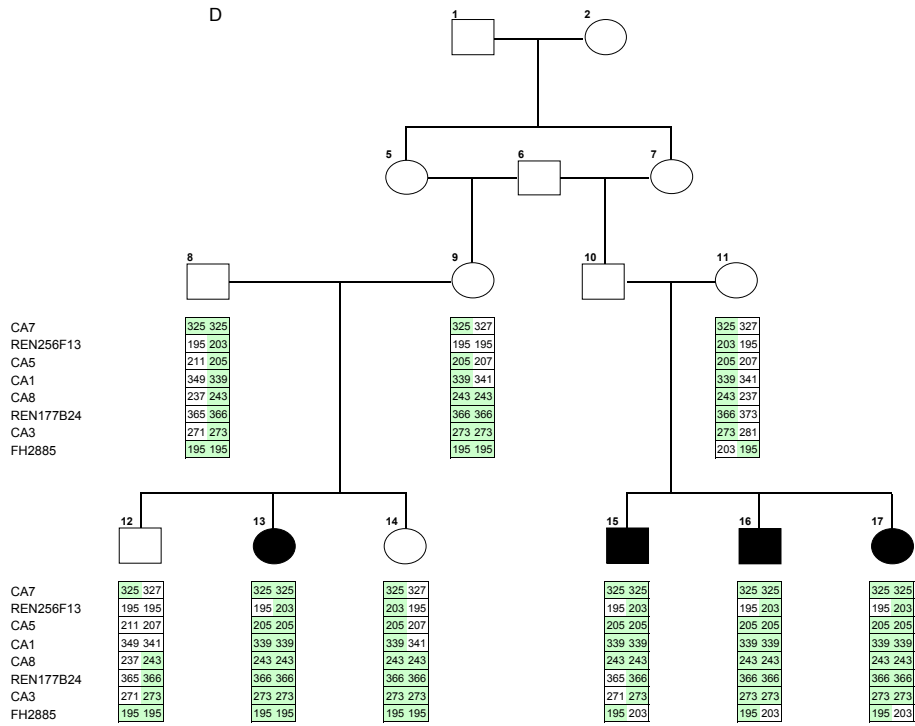 D
1 2
5 6 7
8 9 10 11
CA7 325 325 325 327 325 327
REN256F13 195 203 195 195 203 195
CA5 211 205 205 207 205 207
CA1 349 339 339 341 339 341
CA8 237 243 243 243 243 237
REN177B24 365 366 366 366 366 373
CA3 271 273 273 273 273 281
FH2885 195 195 195 195 203 195
12 13 14 15 16 17
CA7 325 327 325 325 325 327 325 325 325 325 325 325
REN256F13 195 195 195 203 203 195 195 203 195 203 195 203
CA5 211 207 205 205 205 207 205 205 205 205 205 205
CA1 349 341 339 339 339 341 339 339 339 339 339 339
CA8 237 243 243 243 243 243 243 243 243 243 243 243
REN177B24 365 366 366 366 366 366 365 366 366 366 366 366
CA3 271 273 273 273 273 273 271 273 273 273 273 273
FH2885 195 195 195 195 195 195 195 203 195 203 195 203